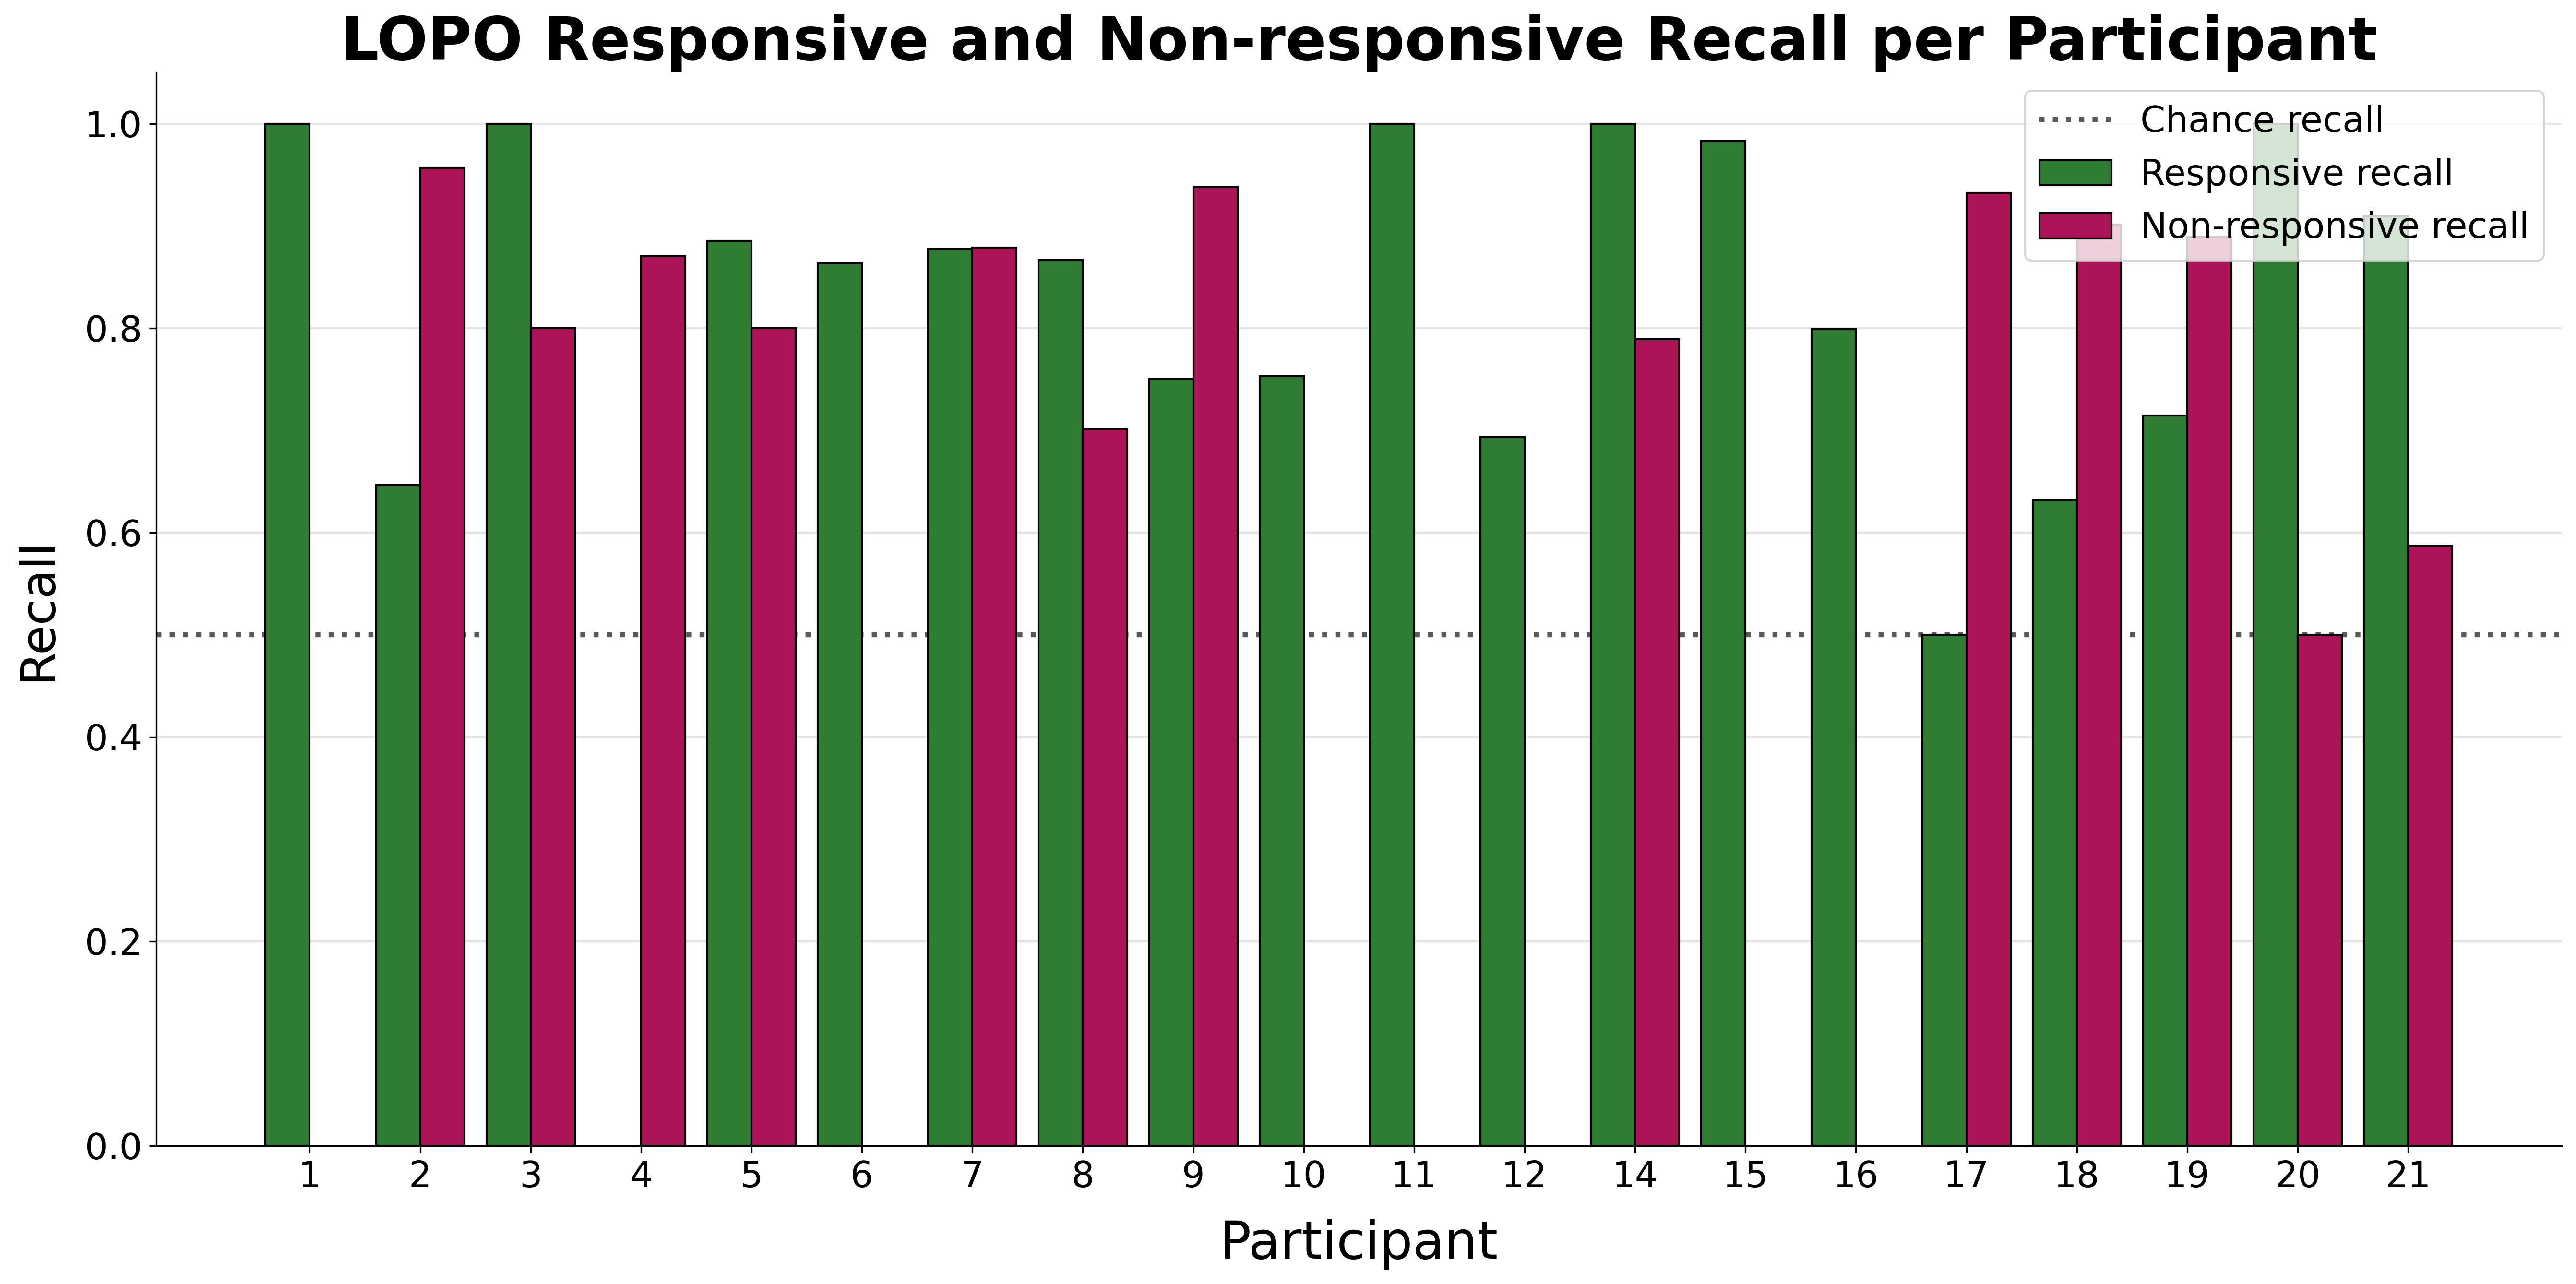 LOPO Responsive and Non-responsive Recall per Participant
Chance recall
Responsive recall
Non-responsive recall
1.0
0.8
0.6
0.4
0.2
0.0
Recall
1 2 3 4 5 6 7 8 9 10 11 12 14 15 16 17 18 19 20 21
Participant